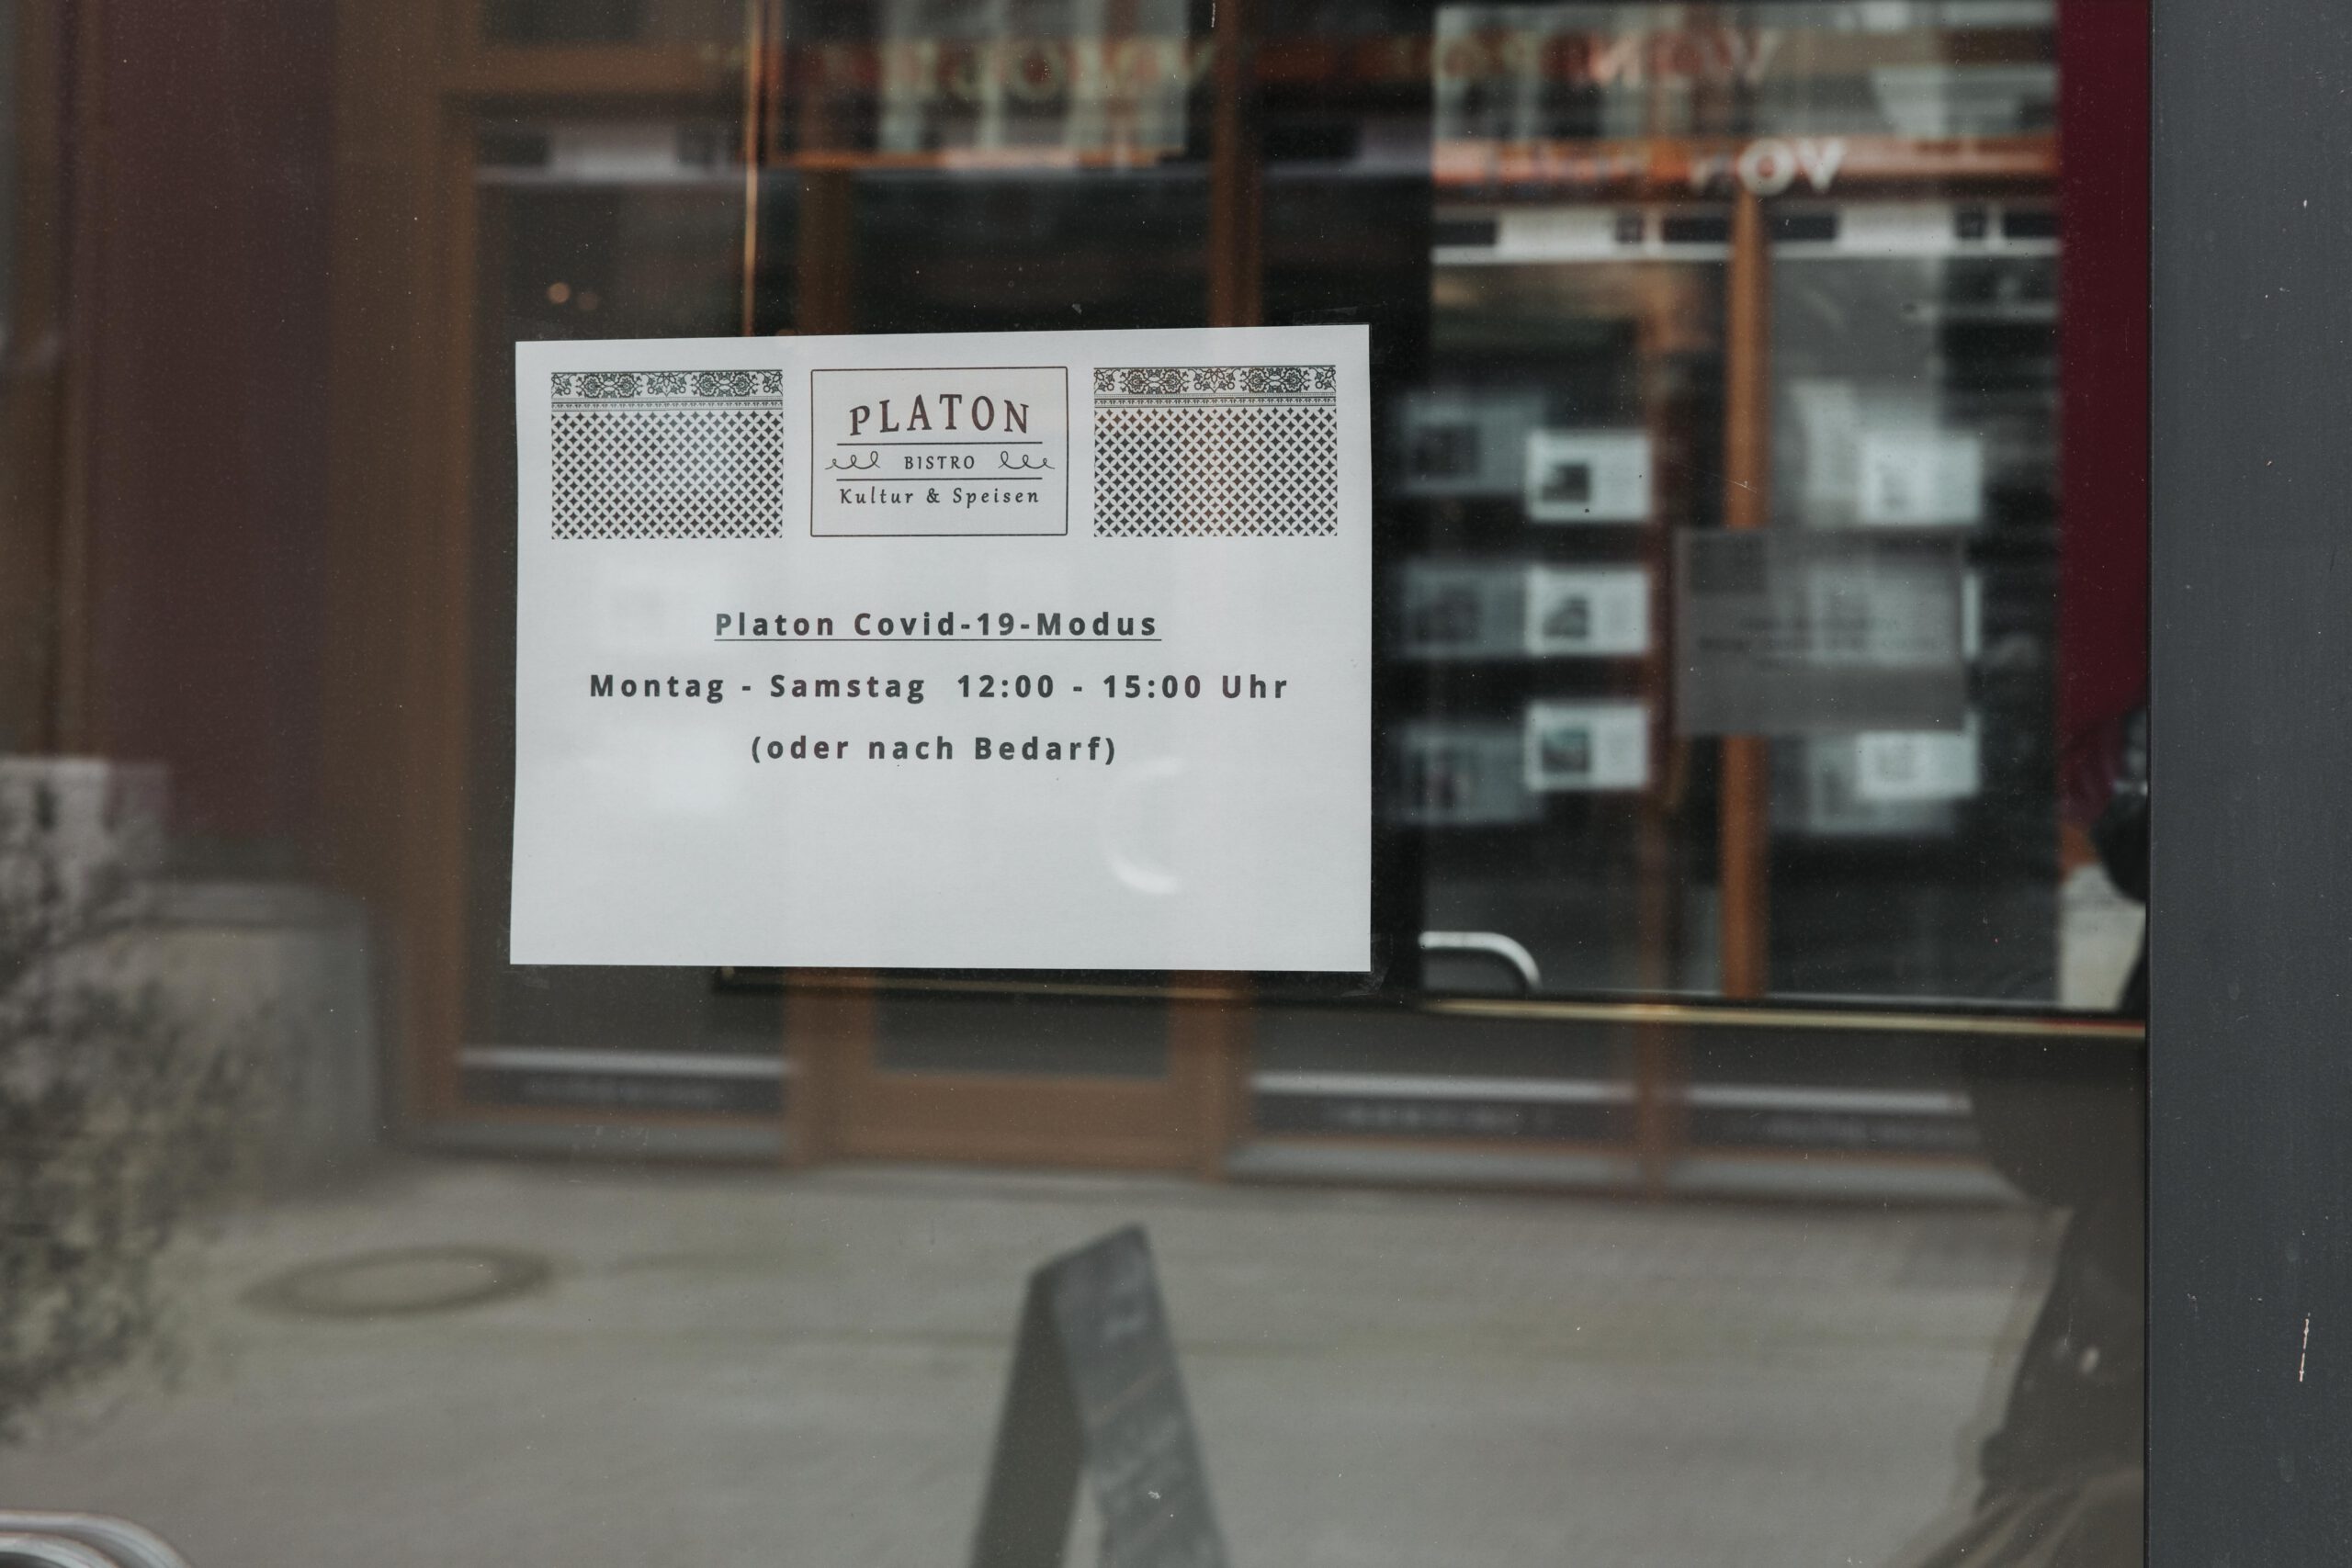 PLATON
BISTRO
Kultur & Speisen
Platon Covid-19-Modus
Montag - Samstag 12:00 - 15:00 Uhr
(oder nach Bedarf)